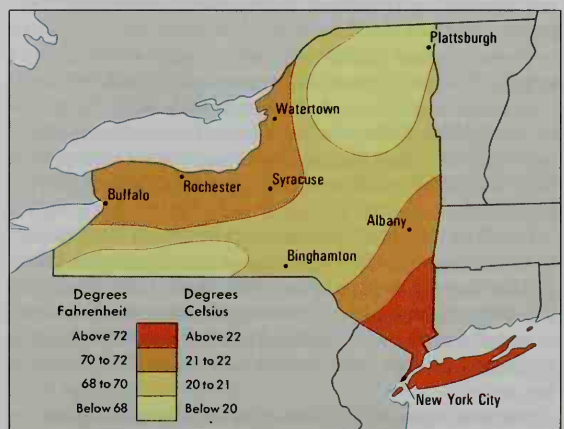 Plattsburgh
Watertown
Rochester
Syracuse
Buffalo
Albany
Binghamton
Degrees Fahrenheit
Degrees Celsius
Above 72
Above 22
70 to 72
21 to 22
68 to 70
20 to 21
Below 68
Below 20
New York City